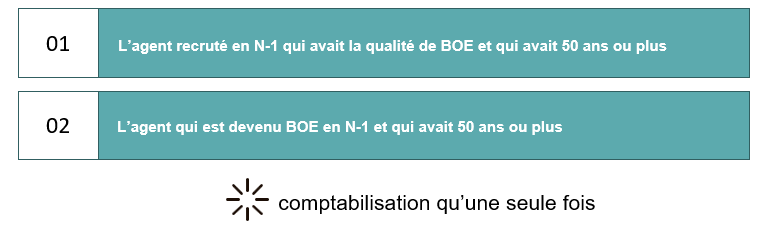 01
L’agent recruté en N-1 qui avait la qualité de BOE et qui avait 50 ans ou plus
02
L’agent qui est devenu BOE en N-1 et qui avait 50 ans ou plus
comptabilisation qu’une seule fois